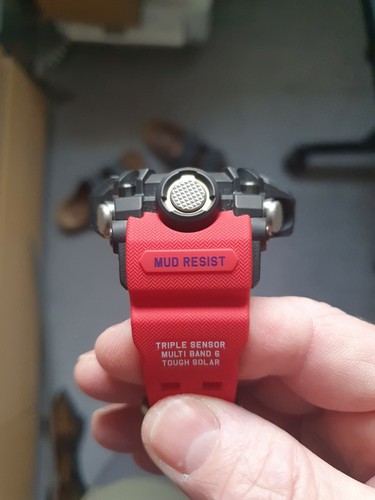 MUD RESIST
TRIPLE SENSOR
MULTI BAND 6
TOUGH SOLAR